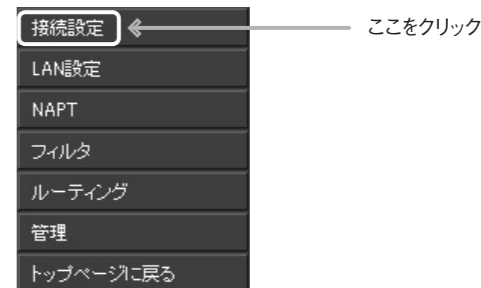 接続設定
ここをクリック
LAN設定
NAPT
フィルタ
ルーティング
管理
トップページに戻る